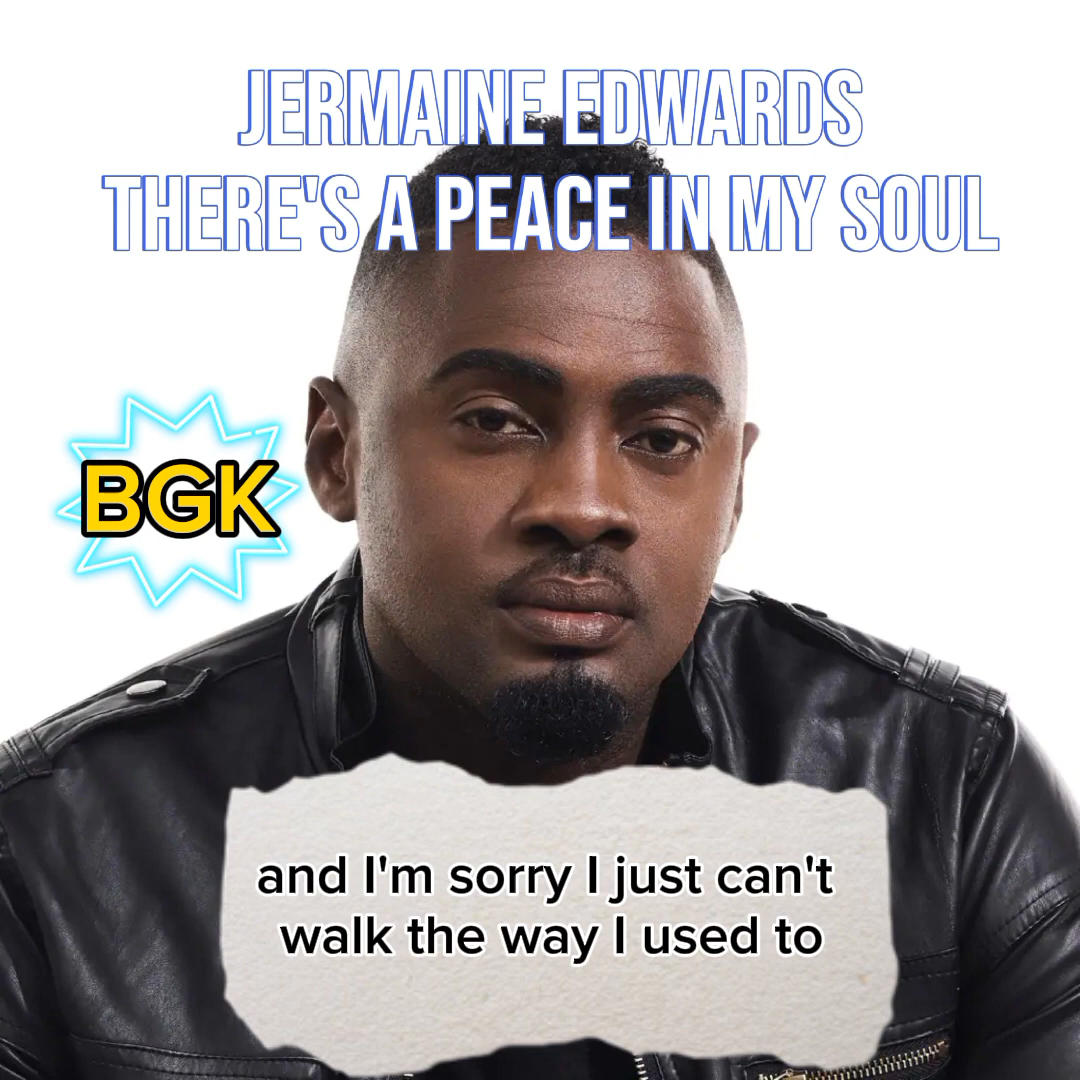 JERMAINE EDWARDS
THERE'S A PEACE IN MY SOUL
BGK
and I'm sorry I just can't
walk the way I used to